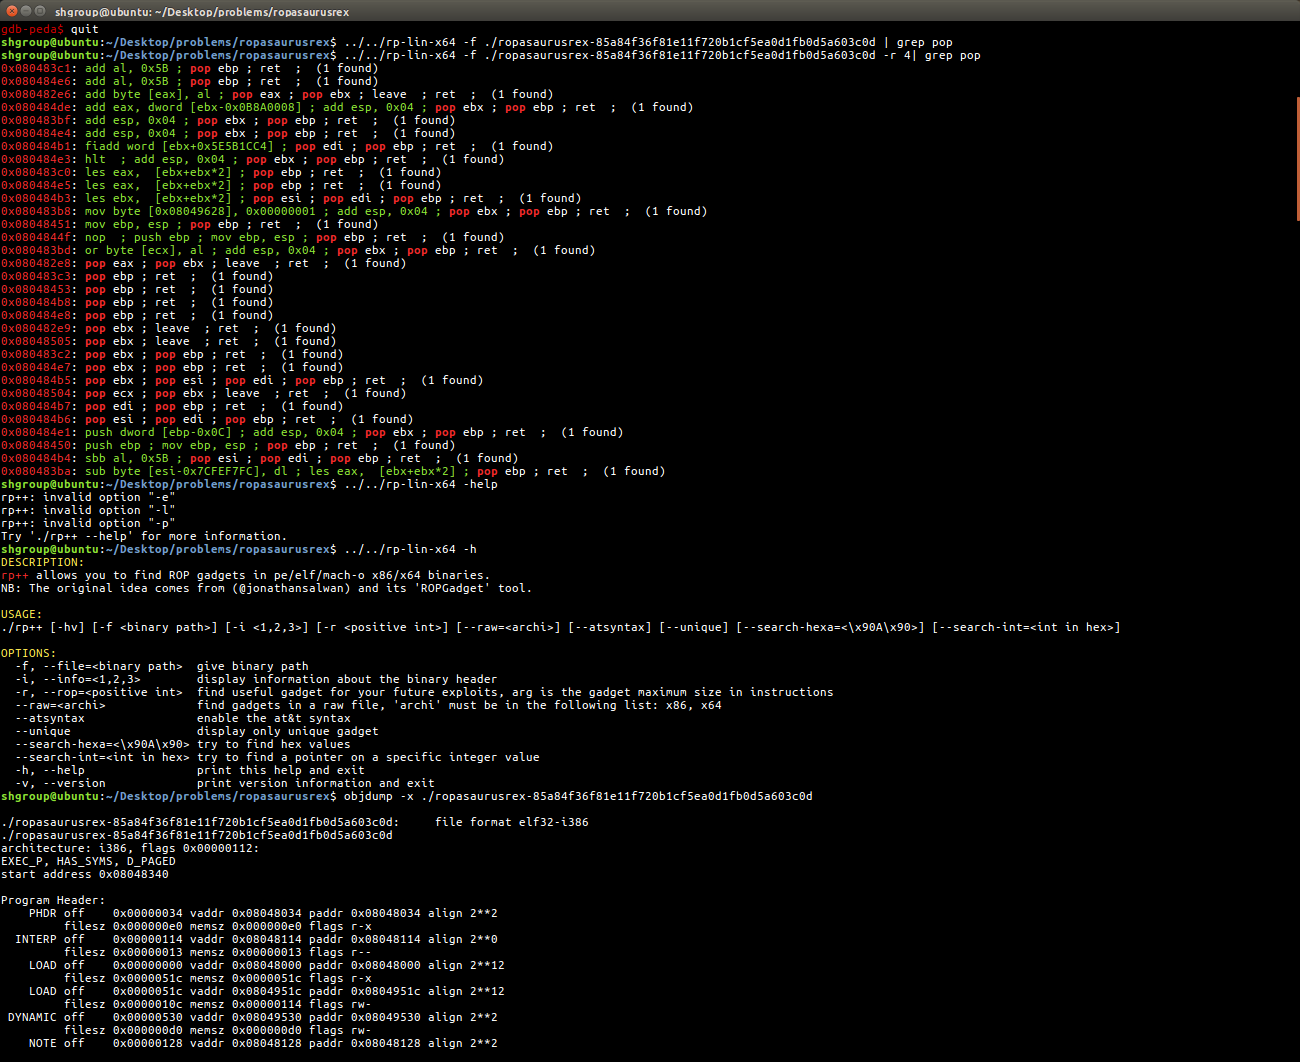 shgroup@ubuntu: ~/Desktop/problems/ropasaurusrex
gdb-peda$ quit
shgroup@ubuntu:~/Desktop/problems/ropasaurusrex$ ../../rp-lin-x64 -f ./ropasaurusrex-85a84f36f81e11f720b1cf5ea0d1fb0d5a603c0d | grep pop
shgroup@ubuntu:~/Desktop/problems/ropasaurusrex$ ../../rp-lin-x64 -f ./ropasaurusrex-85a84f36f81e11f720b1cf5ea0d1fb0d5a603c0d -r 4| grep pop
0x080483c1: add al, 0x5B ; pop ebp ; ret  ;  (1 found)
0x080484e6: add al, 0x5B ; pop ebp ; ret  ;  (1 found)
0x080482e6: add byte [eax], al ; pop eax ; pop ebx ; leave  ; ret  ;  (1 found)
0x080484de: add eax, dword [ebx-0x0B8A0008] ; add esp, 0x04 ; pop ebx ; pop ebp ; ret  ;  (1 found)
0x080483bf: add esp, 0x04 ; pop ebx ; pop ebp ; ret  ;  (1 found)
0x080484e4: add esp, 0x04 ; pop ebx ; pop ebp ; ret  ;  (1 found)
0x080484b1: fiadd word [ebx+0x5E5B1CC4] ; pop edi ; pop ebp ; ret  ;  (1 found)
0x080484e3: hlt  ; add esp, 0x04 ; pop ebx ; pop ebp ; ret  ;  (1 found)
0x080483c0: les eax,  [ebx+ebx*2] ; pop ebp ; ret  ;  (1 found)
0x080484e5: les eax,  [ebx+ebx*2] ; pop ebp ; ret  ;  (1 found)
0x080484b3: les ebx,  [ebx+ebx*2] ; pop esi ; pop edi ; pop ebp ; ret  ;  (1 found)
0x080483b8: mov byte [0x08049628], 0x00000001 ; add esp, 0x04 ; pop ebx ; pop ebp ; ret  ;  (1 found)
0x08048451: mov ebp, esp ; pop ebp ; ret  ;  (1 found)
0x0804844f: nop  ; push ebp ; mov ebp, esp ; pop ebp ; ret  ;  (1 found)
0x080483bd: or byte [ecx], al ; add esp, 0x04 ; pop ebx ; pop ebp ; ret  ;  (1 found)
0x080482e8: pop eax ; pop ebx ; leave  ; ret  ;  (1 found)
0x080483c3: pop ebp ; ret  ;  (1 found)
0x08048453: pop ebp ; ret  ;  (1 found)
0x080484b8: pop ebp ; ret  ;  (1 found)
0x080484e8: pop ebp ; ret  ;  (1 found)
0x080482e9: pop ebx ; leave  ; ret  ;  (1 found)
0x08048505: pop ebx ; leave  ; ret  ;  (1 found)
0x080483c2: pop ebx ; pop ebp ; ret  ;  (1 found)
0x080484e7: pop ebx ; pop ebp ; ret  ;  (1 found)
0x080484b5: pop ebx ; pop esi ; pop edi ; pop ebp ; ret  ;  (1 found)
0x08048504: pop ecx ; pop ebx ; leave  ; ret  ;  (1 found)
0x080484b7: pop edi ; pop ebp ; ret  ;  (1 found)
0x080484b6: pop esi ; pop edi ; pop ebp ; ret  ;  (1 found)
0x080484e1: push dword [ebp-0x0C] ; add esp, 0x04 ; pop ebx ; pop ebp ; ret  ;  (1 found)
0x08048450: push ebp ; mov ebp, esp ; pop ebp ; ret  ;  (1 found)
0x080484b4: sbb al, 0x5B ; pop esi ; pop edi ; pop ebp ; ret  ;  (1 found)
0x080483ba: sub byte [esi-0x7CFEF7FC], dl ; les eax,  [ebx+ebx*2] ; pop ebp ; ret  ;  (1 found)
shgroup@ubuntu:~/Desktop/problems/ropasaurusrex$ ../../rp-lin-x64 -help
rp++: invalid option "-e"
rp++: invalid option "-l"
rp++: invalid option "-p"
Try './rp++ --help' for more information.
shgroup@ubuntu:~/Desktop/problems/ropasaurusrex$ ../../rp-lin-x64 -h
DESCRIPTION:
rp++ allows you to find ROP gadgets in pe/elf/mach-o x86/x64 binaries.
NB: The original idea comes from (@jonathansalwan) and its 'ROPGadget' tool.
USAGE:
./rp++ [-hv] [-f <binary path>] [-i <1,2,3>] [-r <positive int>] [--raw=<archi>] [--atsyntax] [--unique] [--search-hexa=<\x90A\x90>] [--search-int=<int in hex>]
OPTIONS:
  -f, --file=<binary path>  give binary path
  -i, --info=<1,2,3>        display information about the binary header
  -r, --rop=<positive int>  find useful gadget for your future exploits, arg is the gadget maximum size in instructions
  --raw=<archi>             find gadgets in a raw file, 'archi' must be in the following list: x86, x64
  --atsyntax                enable the at&t syntax
  --unique                  display only unique gadget
  --search-hexa=<\x90A\x90> try to find hex values
  --search-int=<int in hex> try to find a pointer on a specific integer value
  -h, --help                print this help and exit
  -v, --version             print version information and exit
shgroup@ubuntu:~/Desktop/problems/ropasaurusrex$ objdump -x ./ropasaurusrex-85a84f36f81e11f720b1cf5ea0d1fb0d5a603c0d
./ropasaurusrex-85a84f36f81e11f720b1cf5ea0d1fb0d5a603c0d:     file format elf32-i386
./ropasaurusrex-85a84f36f81e11f720b1cf5ea0d1fb0d5a603c0d
architecture: i386, flags 0x00000112:
EXEC_P, HAS_SYMS, D_PAGED
start address 0x08048340
Program Header:
    PHDR off    0x00000034 vaddr 0x08048034 paddr 0x08048034 align 2**2
         filesz 0x000000e0 memsz 0x000000e0 flags r-x
  INTERP off    0x00000114 vaddr 0x08048114 paddr 0x08048114 align 2**0
         filesz 0x00000013 memsz 0x00000013 flags r--
    LOAD off    0x00000000 vaddr 0x08048000 paddr 0x08048000 align 2**12
         filesz 0x0000051c memsz 0x0000051c flags r-x
    LOAD off    0x0000051c vaddr 0x0804951c paddr 0x0804951c align 2**12
         filesz 0x0000010c memsz 0x00000114 flags rw-
 DYNAMIC off    0x00000530 vaddr 0x08049530 paddr 0x08049530 align 2**2
         filesz 0x000000d0 memsz 0x000000d0 flags rw-
    NOTE off    0x00000128 vaddr 0x08048128 paddr 0x08048128 align 2**2